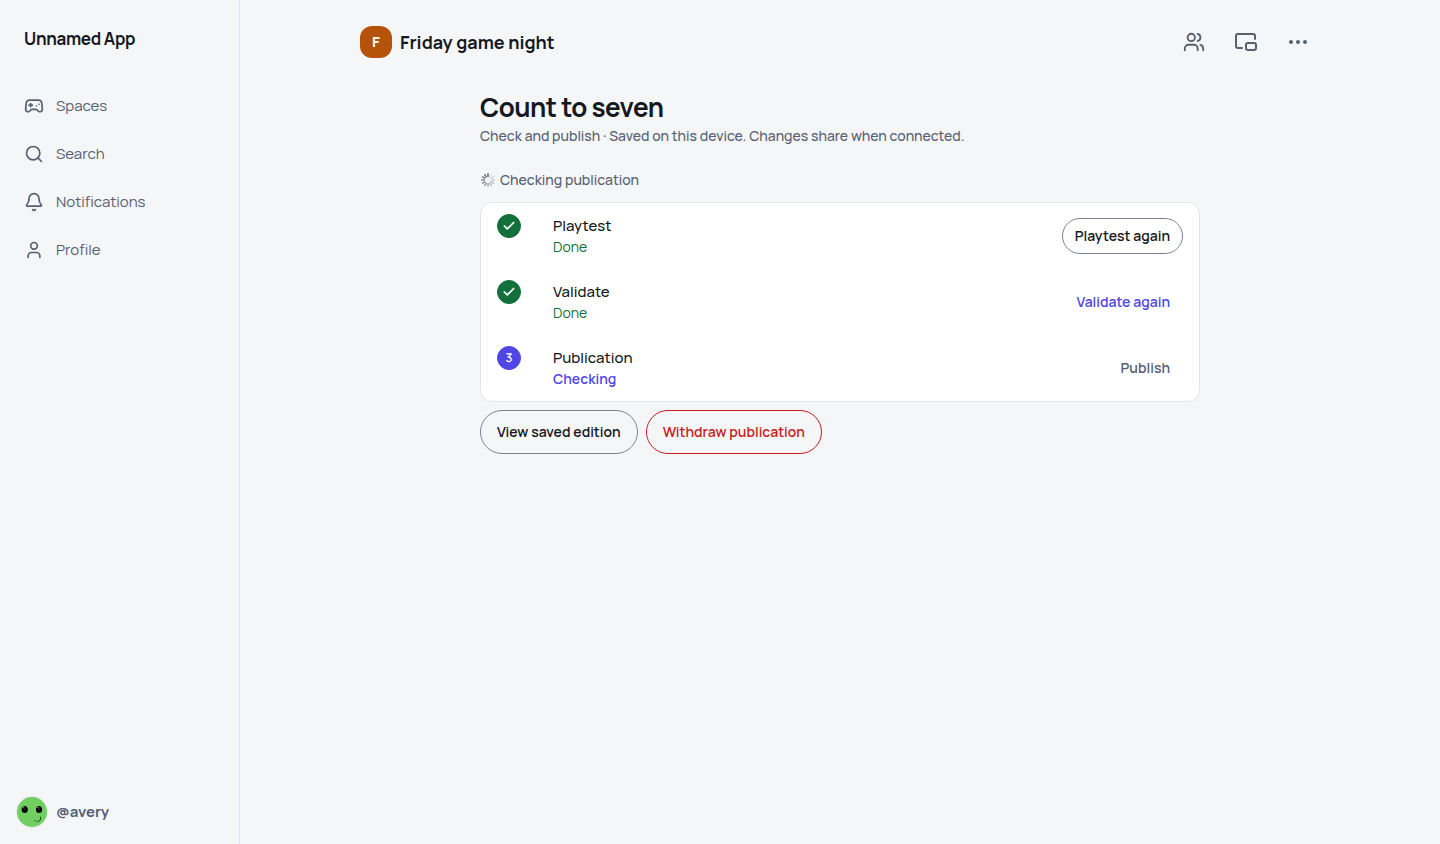 Unnamed App
Spaces
Search
Notifications
Profile
@avery
F
Friday game night
Count to seven
Check and publish · Saved on this device. Changes share when connected.
Checking publication
Playtest
Done
Playtest again
Validate
Done
Validate again
3
Publication
Checking
Publish
View saved edition
Withdraw publication